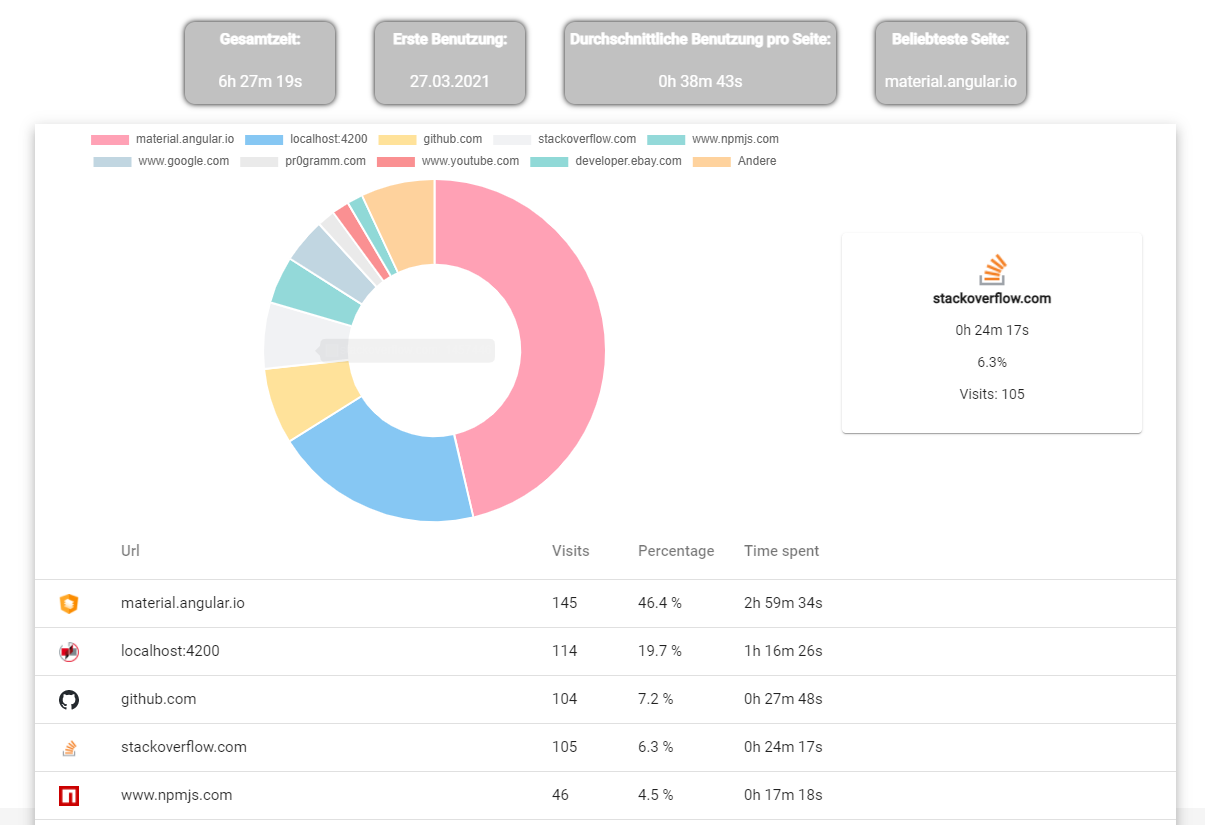 Gesamtzeit: Erste Benutzung: Durchschnittliche Benutzung pro Seite: Beliebteste Seite:
6h 27m 19s 27.03.2021 0h 38m 43s material.angular.io
material.angular.io localhost:4200 github.com stackoverflow.com www.npmjs.com
www.google.com pr0gramm.com www.youtube.com developer.ebay.com Andere
stackoverflow.com
0h 24m 17s
6.3%
Visits: 105
Url Visits Percentage Time spent
material.angular.io 145 46.4 % 2h 59m 34s
localhost:4200 114 19.7 % 1h 16m 26s
github.com 104 7.2 % 0h 27m 48s
stackoverflow.com 105 6.3 % 0h 24m 17s
www.npmjs.com 46 4.5 % 0h 17m 18s